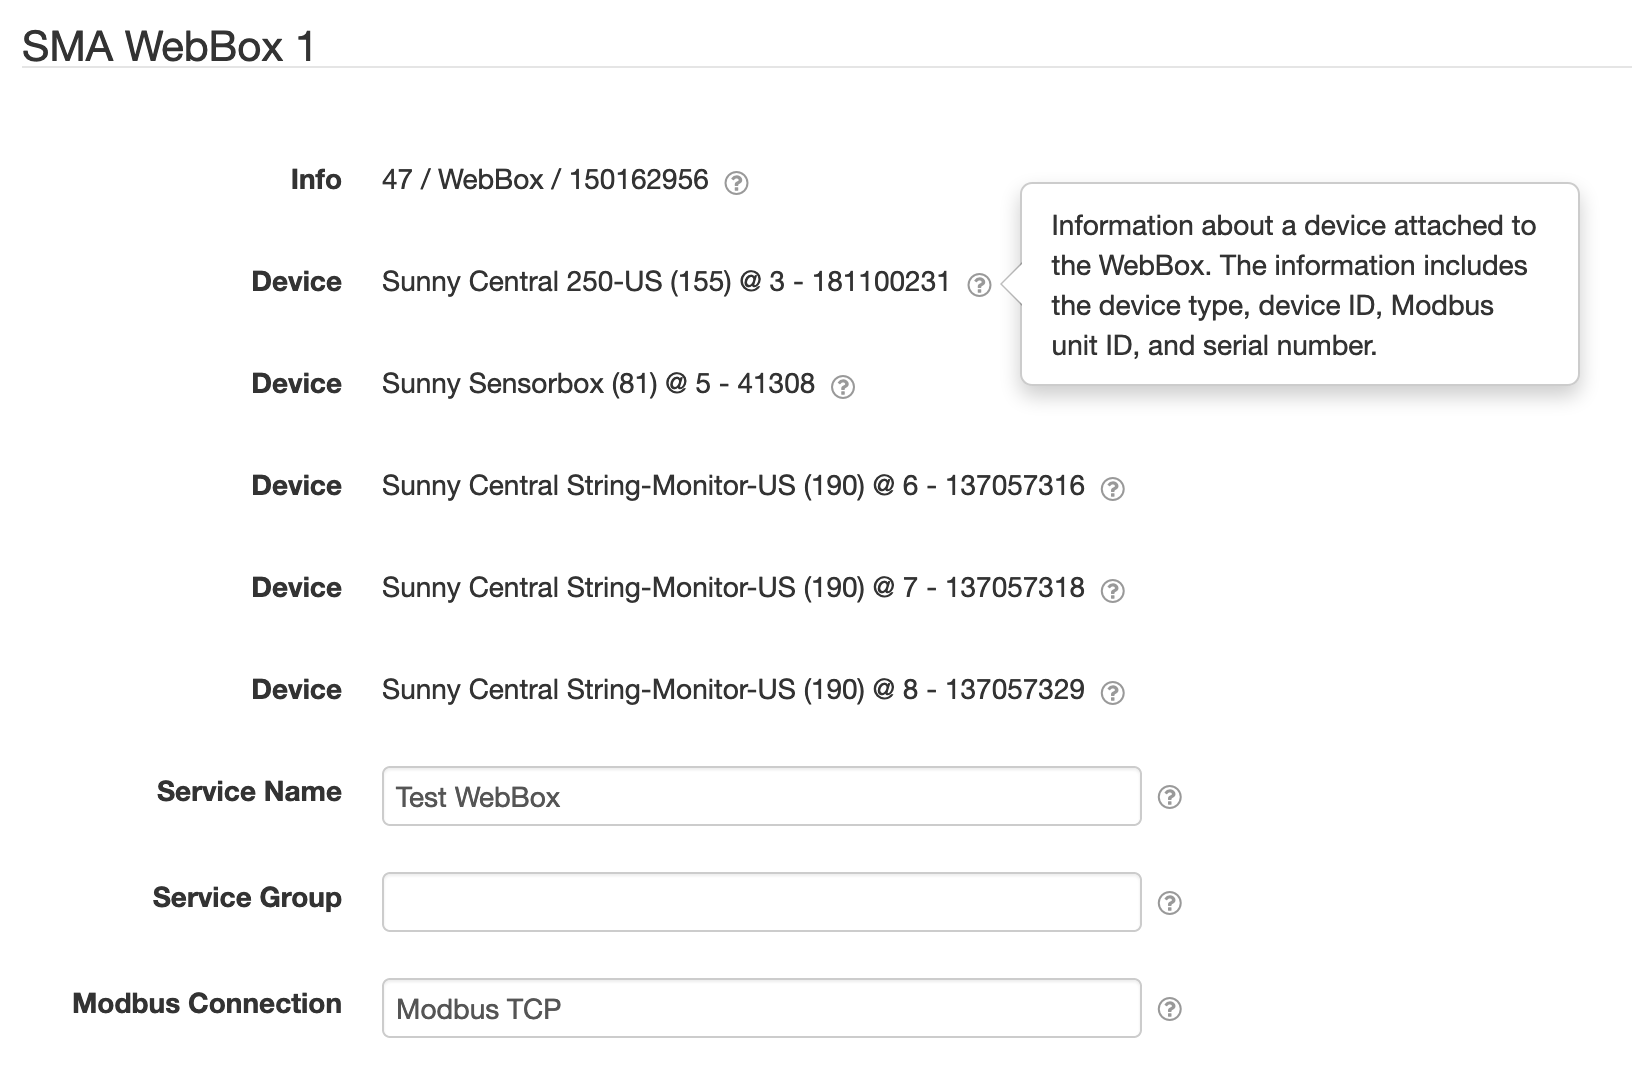 SMA WebBox 1
Info 47 / WebBox / 150162956
Device Sunny Central 250-US (155) @ 3 - 181100231
Information about a device attached to
the WebBox. The information includes
the device type, device ID, Modbus
unit ID, and serial number.
Device Sunny Sensorbox (81) @ 5 - 41308
Device Sunny Central String-Monitor-US (190) @ 6 - 137057316
Device Sunny Central String-Monitor-US (190) @ 7 - 137057318
Device Sunny Central String-Monitor-US (190) @ 8 - 137057329
Service Name Test WebBox
Service Group
Modbus Connection Modbus TCP